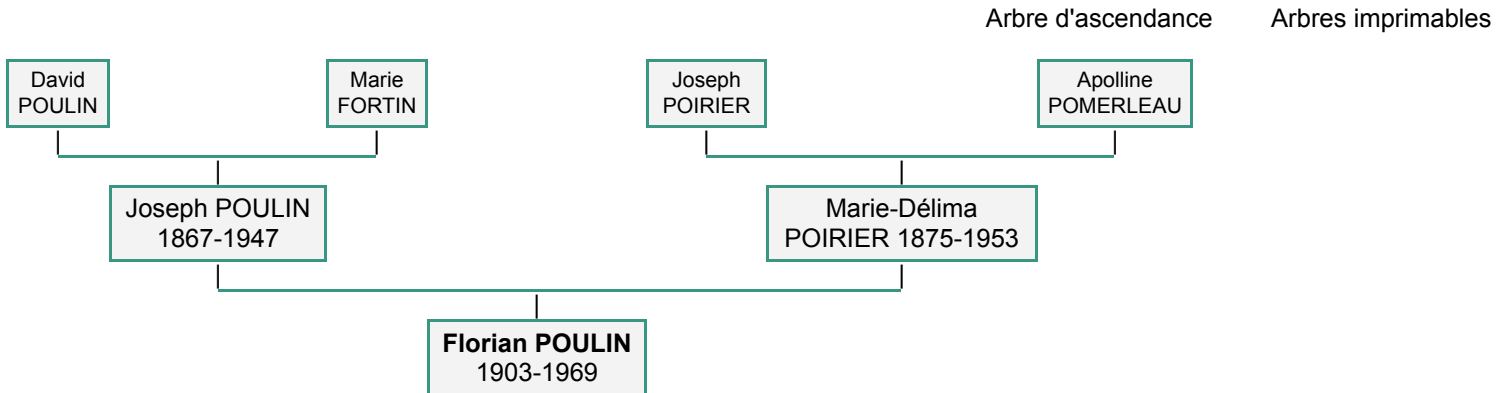 Arbre d'ascendance Arbres imprimables
David
POULIN
Marie
FORTIN
Joseph
POIRIER
Apolline
POMERLEAU
Joseph POULIN
1867-1947
Marie-Délima
POIRIER 1875-1953
Florian POULIN
1903-1969